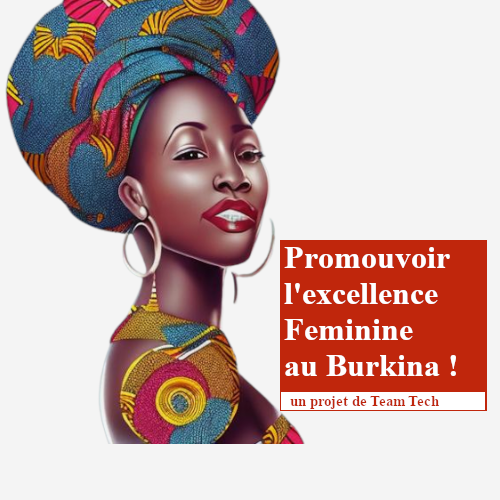 Promouvoir
l'excellence
Feminine
au Burkina !
un projet de Team Tech